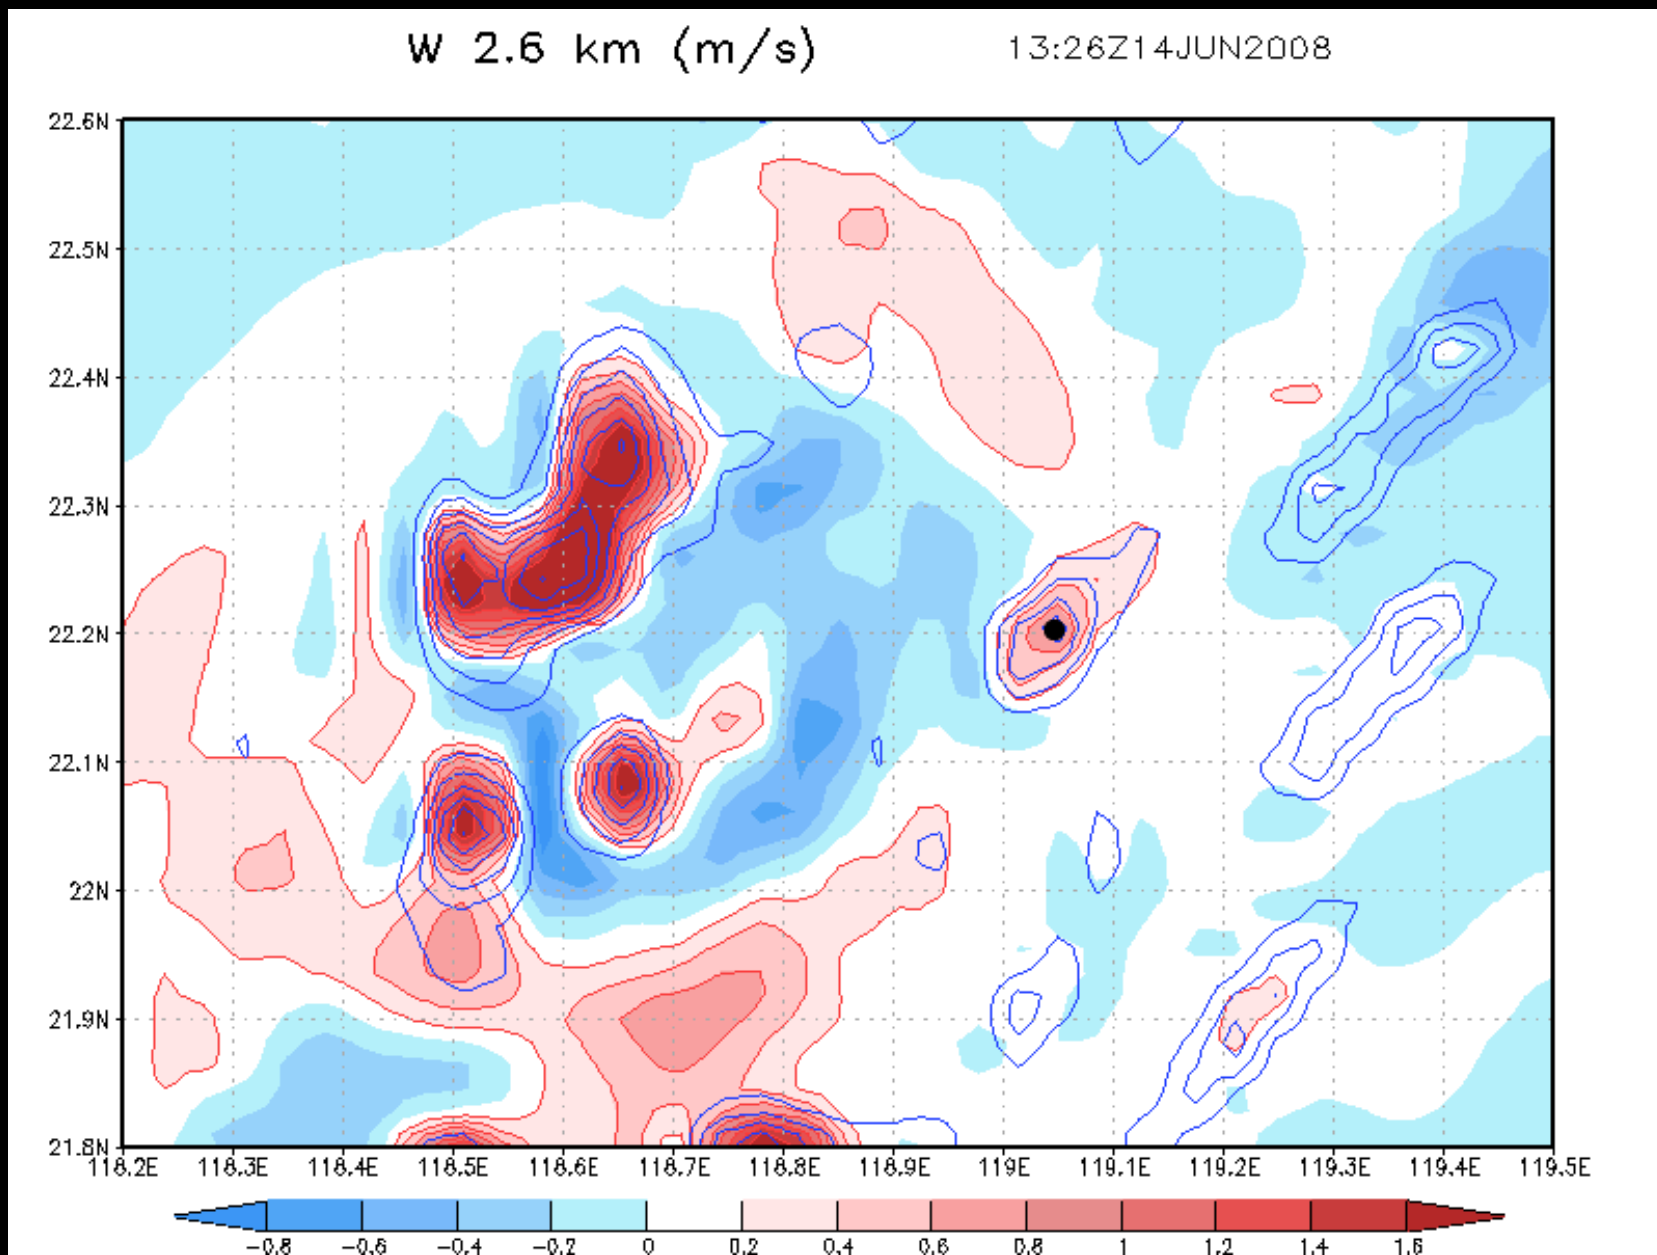 W 2.6 km (m/s) 13:26Z14JUN2008
22.6N
22.5N
22.4N
22.3N
22.2N
22.1N
22N
21.9N
21.8N
118.2E 118.3E 118.4E 118.5E 118.6E 118.7E 118.8E 118.9E 119E 119.1E 119.2E 119.3E 119.4E 119.5E
-0.8 -0.6 -0.4 -0.2 0 0.2 0.4 0.6 0.8 1 1.2 1.4 1.6